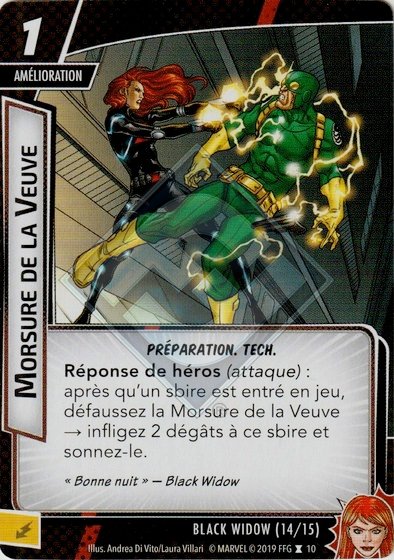 1
AMÉLIORATION
MORSURE DE LA VEUVE
PRÉPARATION. TECH.
Réponse de héros (attaque) :
après qu'un sbire est entré en jeu,
défaussez la Morsure de la Veuve
→ infligez 2 dégâts à ce sbire et
sonnez-le.
« Bonne nuit » — Black Widow
BLACK WIDOW (14/15)
Illus. Andrea Di Vito/Laura Villari © MARVEL © 2019 FFG 10